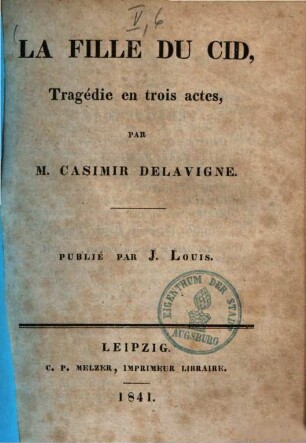 V, 6
LA FILLE DU CID,
Tragédie en trois actes,
PAR
M. CASIMIR DELAVIGNE.
PUBLIÉ PAR J. LOUIS.
EIGENTRUM DER STADT
AUGSBURG
LEIPZIG.
C. P. MELZER, IMPRIMEUR LIBRAIRE.
1841.